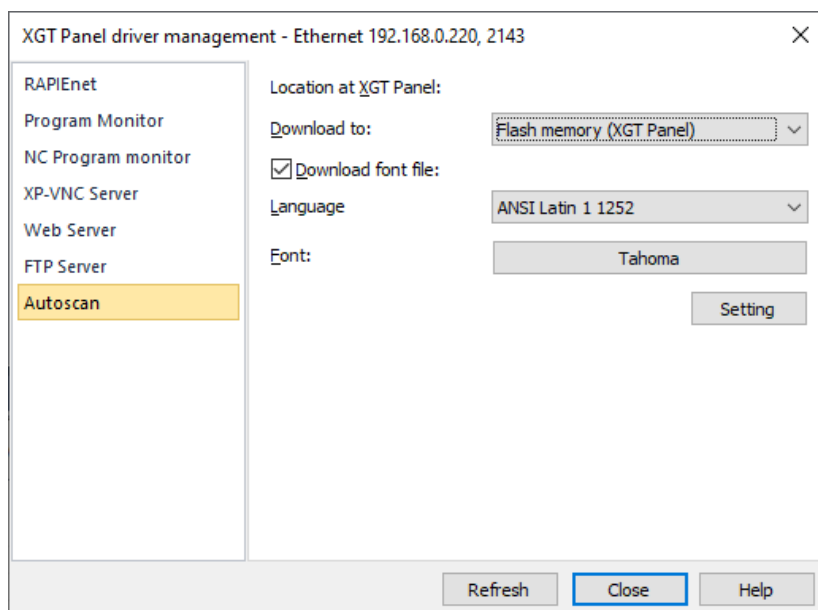 XGT Panel driver management - Ethernet 192.168.0.220, 2143
RAPIEnet
Program Monitor
NC Program monitor
XP-VNC Server
Web Server
FTP Server
Autoscan
Location at XGT Panel:
Download to:
Flash memory (XGT Panel)
Download font file:
Language
ANSI Latin 1 1252
Font:
Tahoma
Setting
Refresh
Close
Help